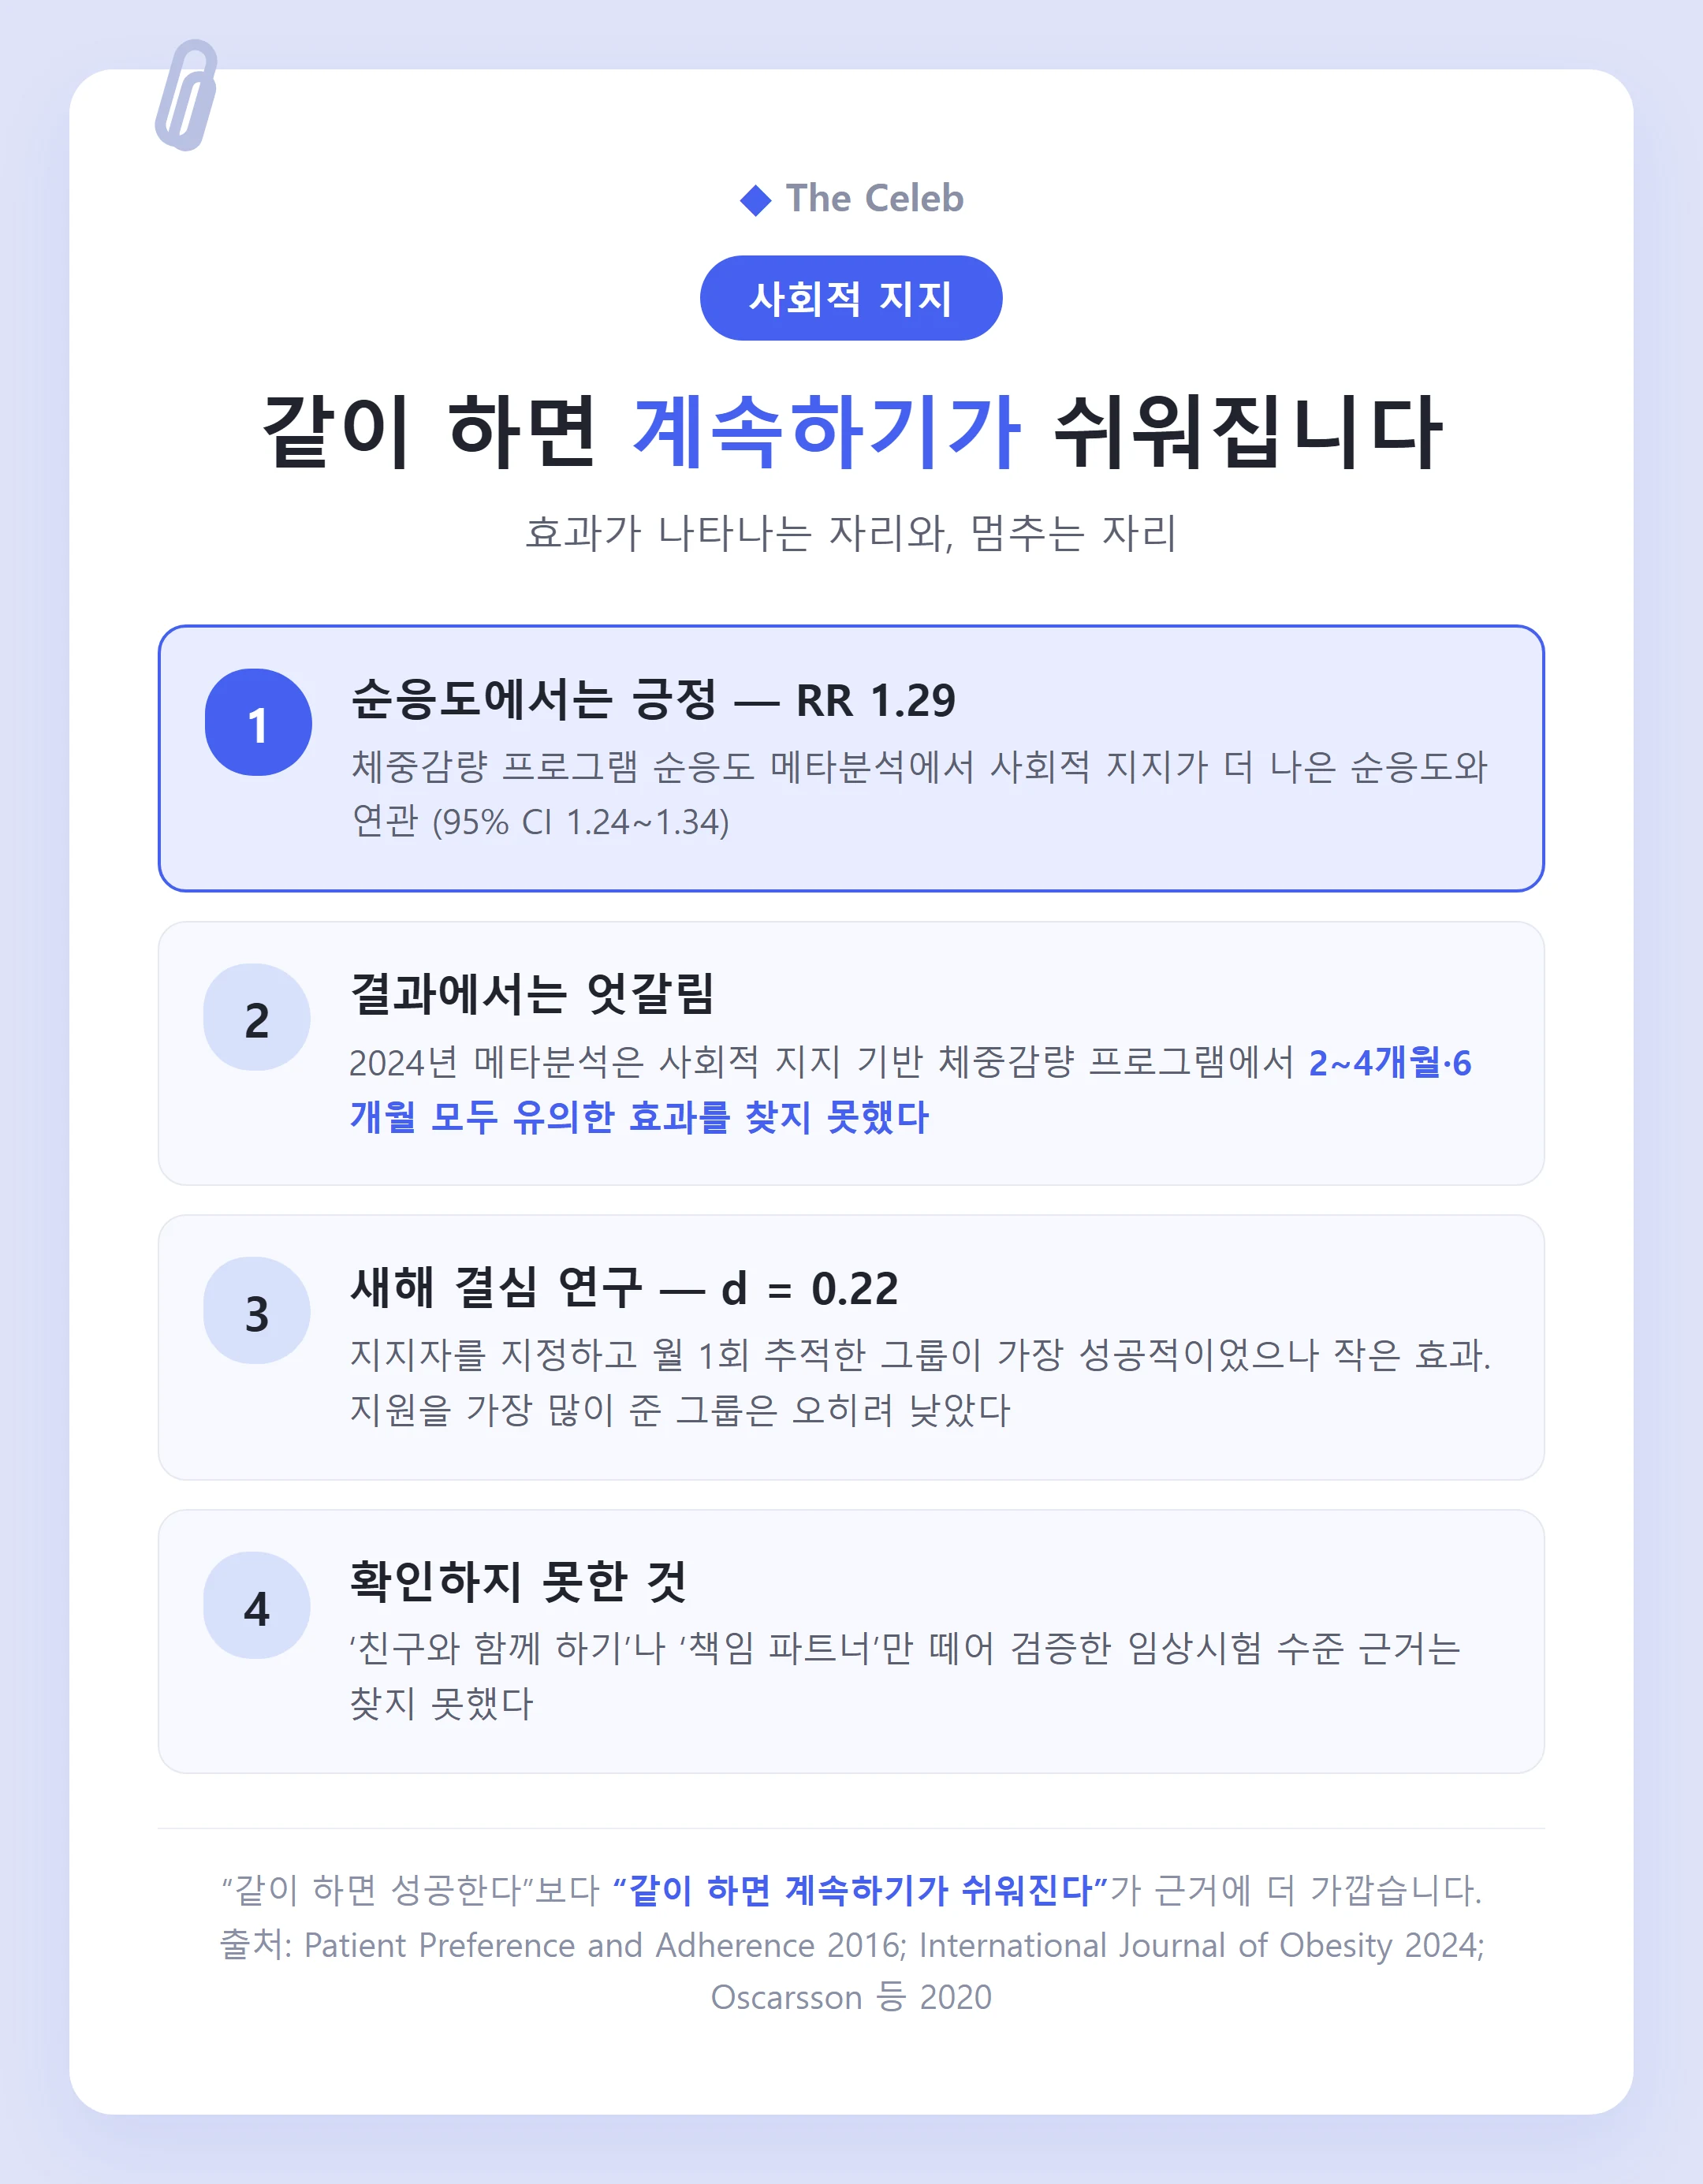 The Celeb
사회적 지지
같이 하면 계속하기가 쉬워집니다
효과가 나타나는 자리와, 멈추는 자리
1
순응도에서는 긍정 — RR 1.29
체중감량 프로그램 순응도 메타분석에서 사회적 지지가 더 나은 순응도와
연관 (95% CI 1.24~1.34)
2
결과에서는 엇갈림
2024년 메타분석은 사회적 지지 기반 체중감량 프로그램에서 2~4개월·6
개월 모두 유의한 효과를 찾지 못했다
3
새해 결심 연구 — d = 0.22
지지자를 지정하고 월 1회 추적한 그룹이 가장 성공적이었으나 작은 효과.
지원을 가장 많이 준 그룹은 오히려 낮았다
4
확인하지 못한 것
‘친구와 함께 하기’나 ‘책임 파트너’만 떼어 검증한 임상시험 수준 근거는
찾지 못했다
“같이 하면 성공한다”보다 “같이 하면 계속하기가 쉬워진다”가 근거에 더 가깝습니다.
출처: Patient Preference and Adherence 2016; International Journal of Obesity 2024;
Oscarsson 등 2020